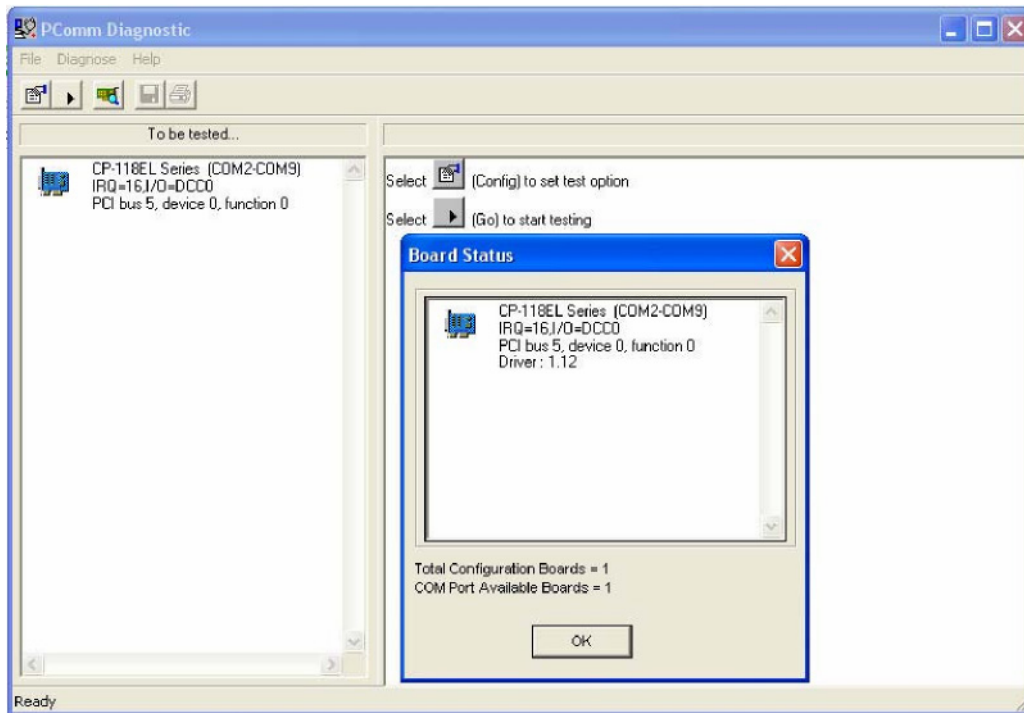 PComm Diagnostic
File Diagnose Help
To be tested...
CP-118EL Series (COM2-COM9)
IRQ=16,I/O=DCC0
PCI bus 5, device 0, function 0
Select (Config) to set test option
Select (Go) to start testing
Board Status
CP-118EL Series (COM2-COM9)
IRQ=16,I/O=DCC0
PCI bus 5, device 0, function 0
Driver : 1.12
Total Configuration Boards = 1
COM Port Available Boards = 1
OK
Ready